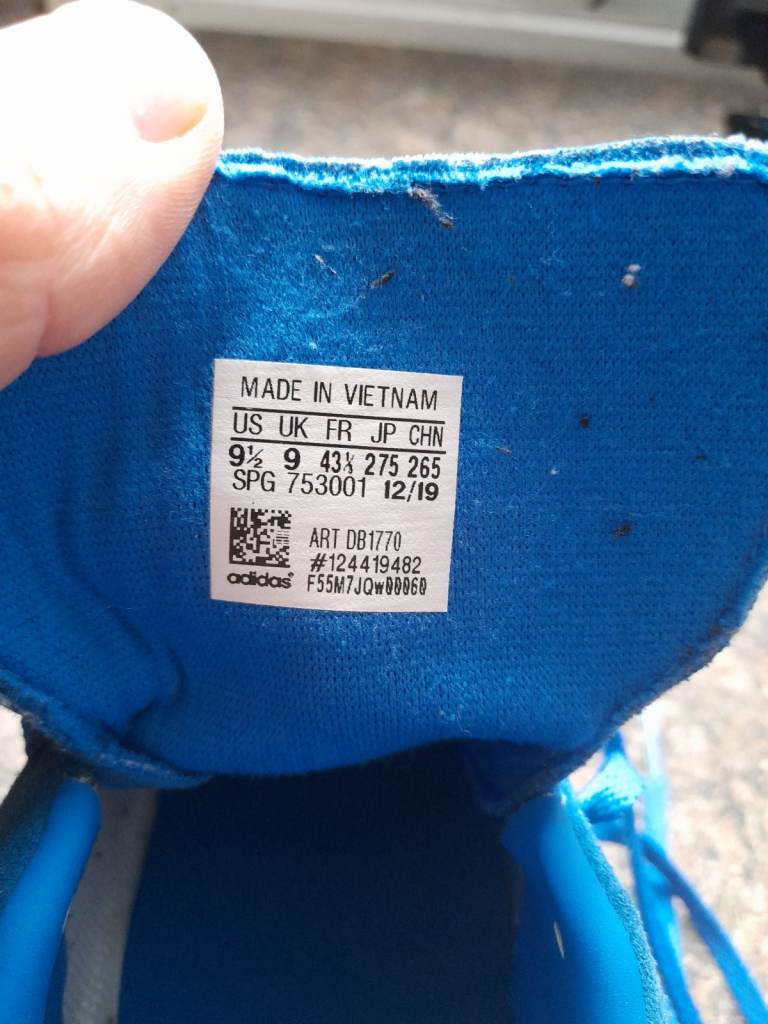 MADE IN VIETNAM
US UK FR JP CHN
9½ 9 43⅓ 275 265
SPG 753001 12/19
ART DB1770
#124419482
adidas F55M7JQw00060